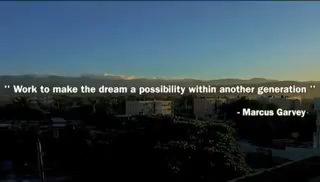 " Work to make the dream a possibility within another generation "
- Marcus Garvey